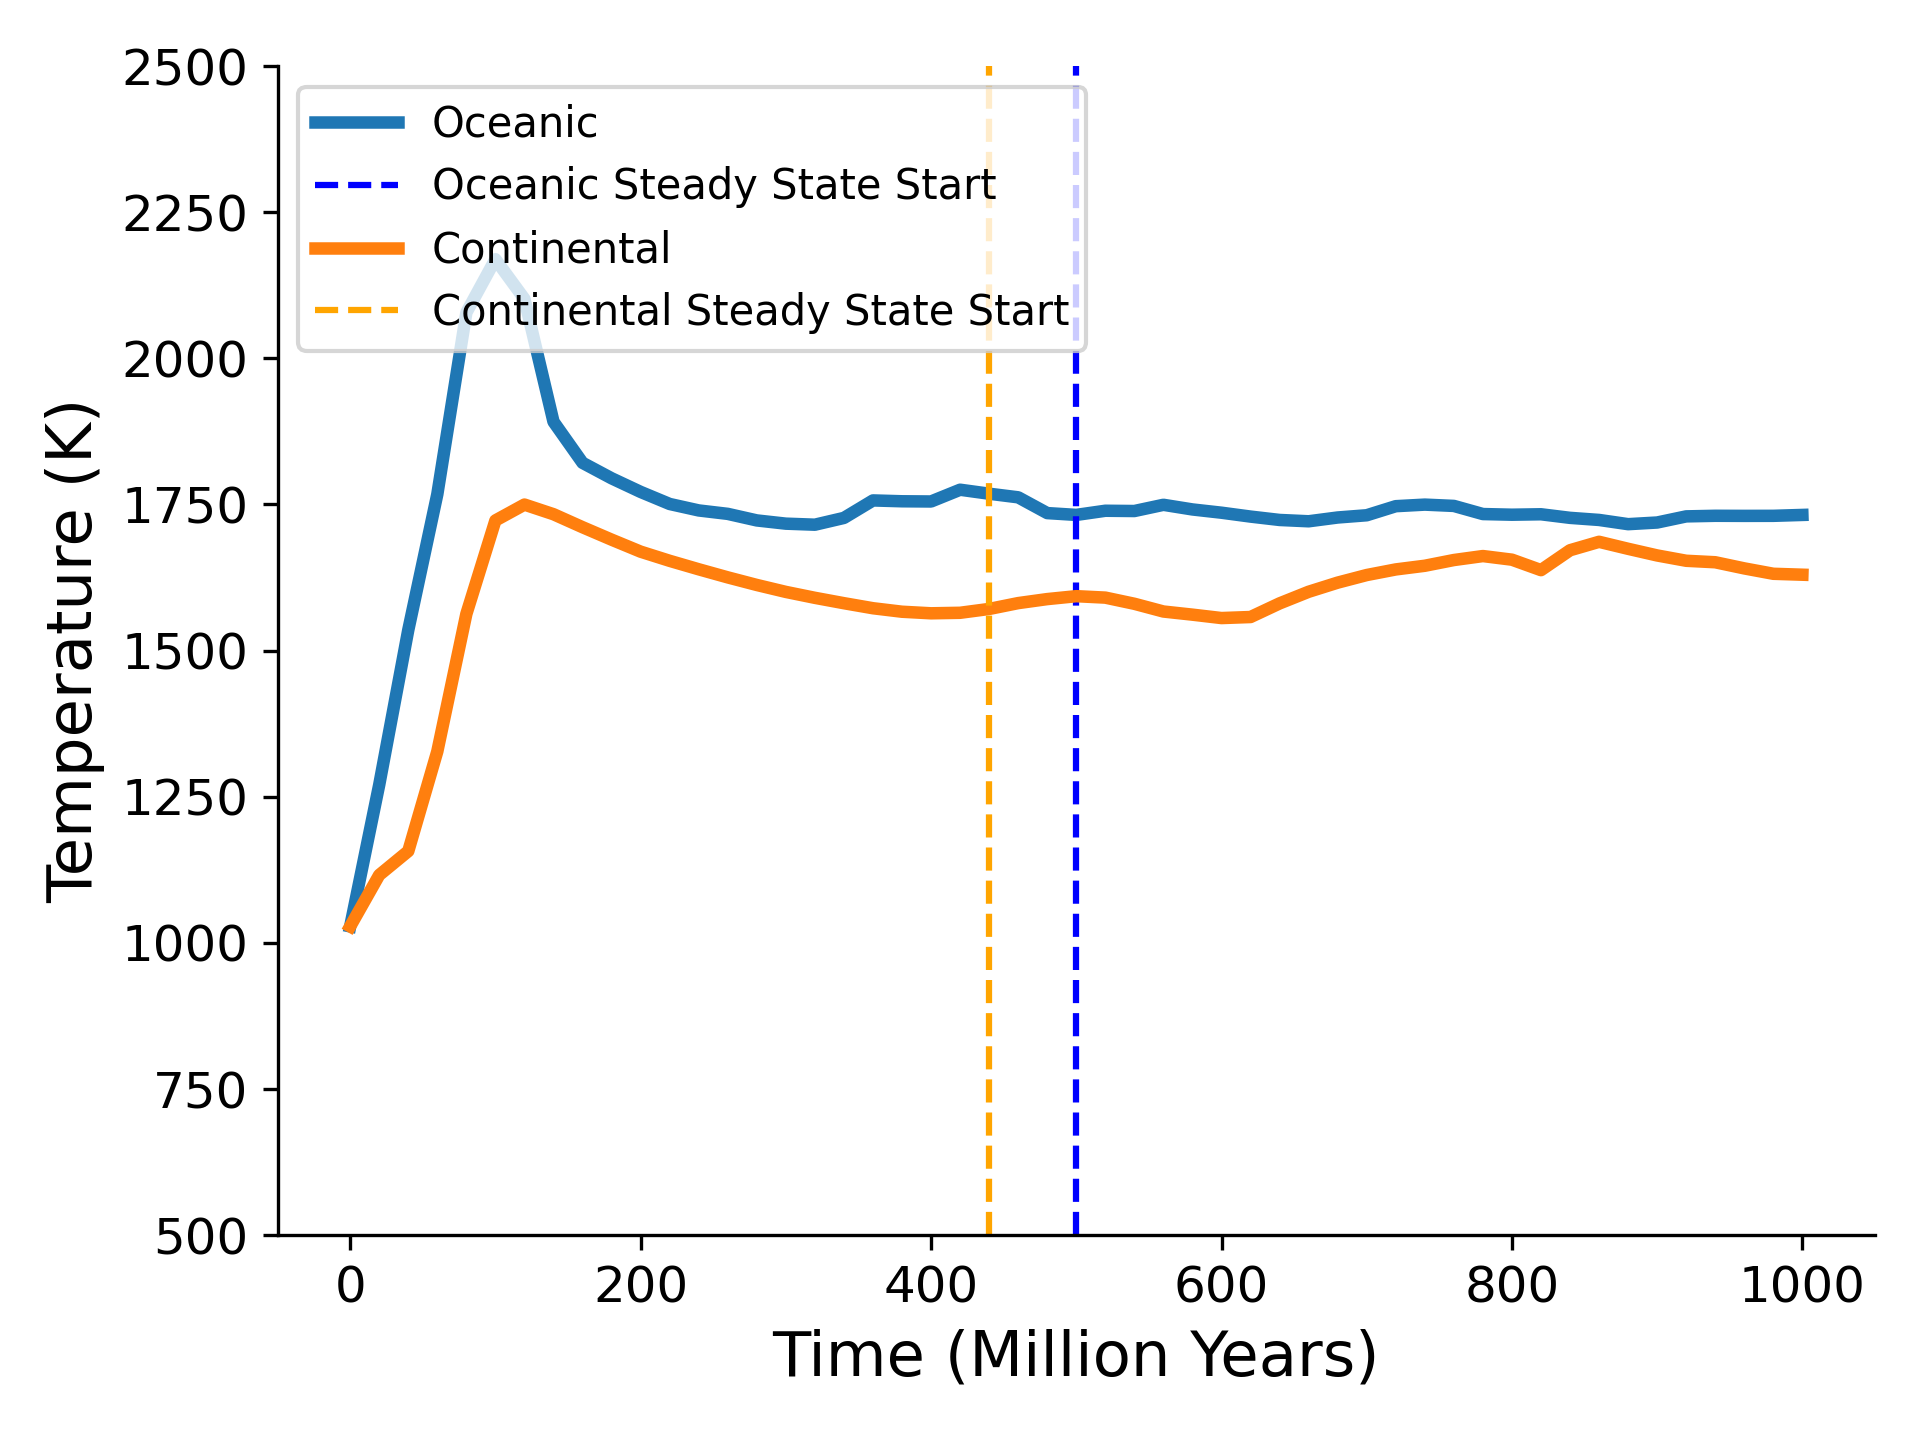 2500
2250
2000
1750
1500
1250
1000
750
500
Temperature (K)
Oceanic
Oceanic Steady State Start
Continental
Continental Steady State Start
0 200 400 600 800 1000
Time (Million Years)